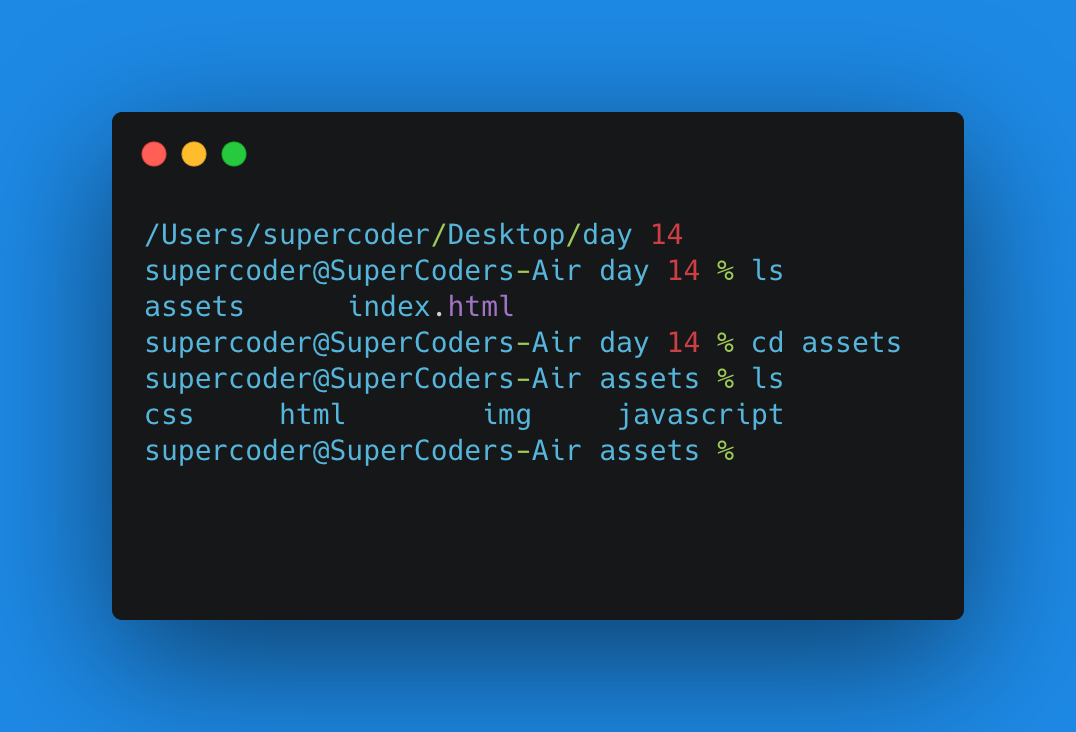 /Users/supercoder/Desktop/day 14
supercoder@SuperCoders-Air day 14 % ls
assets      index.html
supercoder@SuperCoders-Air day 14 % cd assets
supercoder@SuperCoders-Air assets % ls
css     html        img     javascript
supercoder@SuperCoders-Air assets %